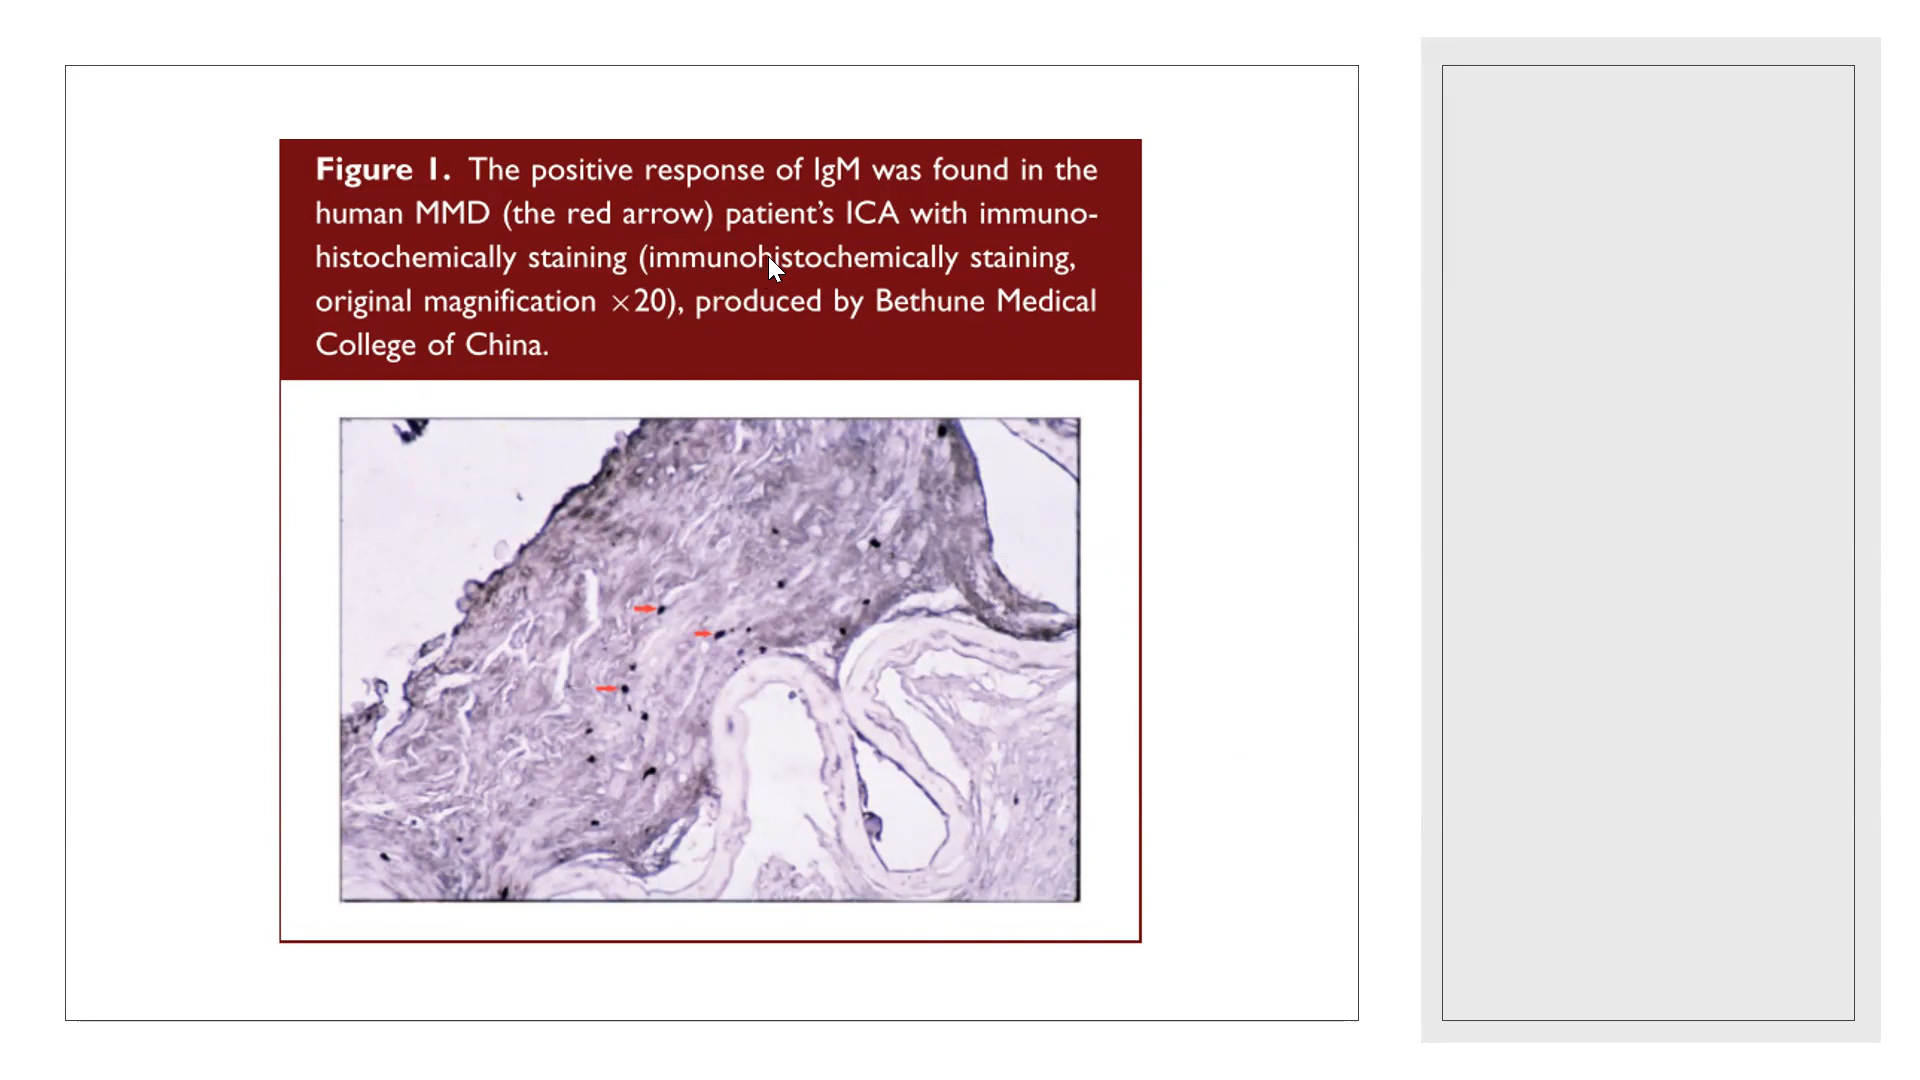 Figure 1. The positive response of IgM was found in the
human MMD (the red arrow) patient’s ICA with immuno-
histochemically staining (immunohistochemically staining,
original magnification ×20), produced by Bethune Medical
College of China.